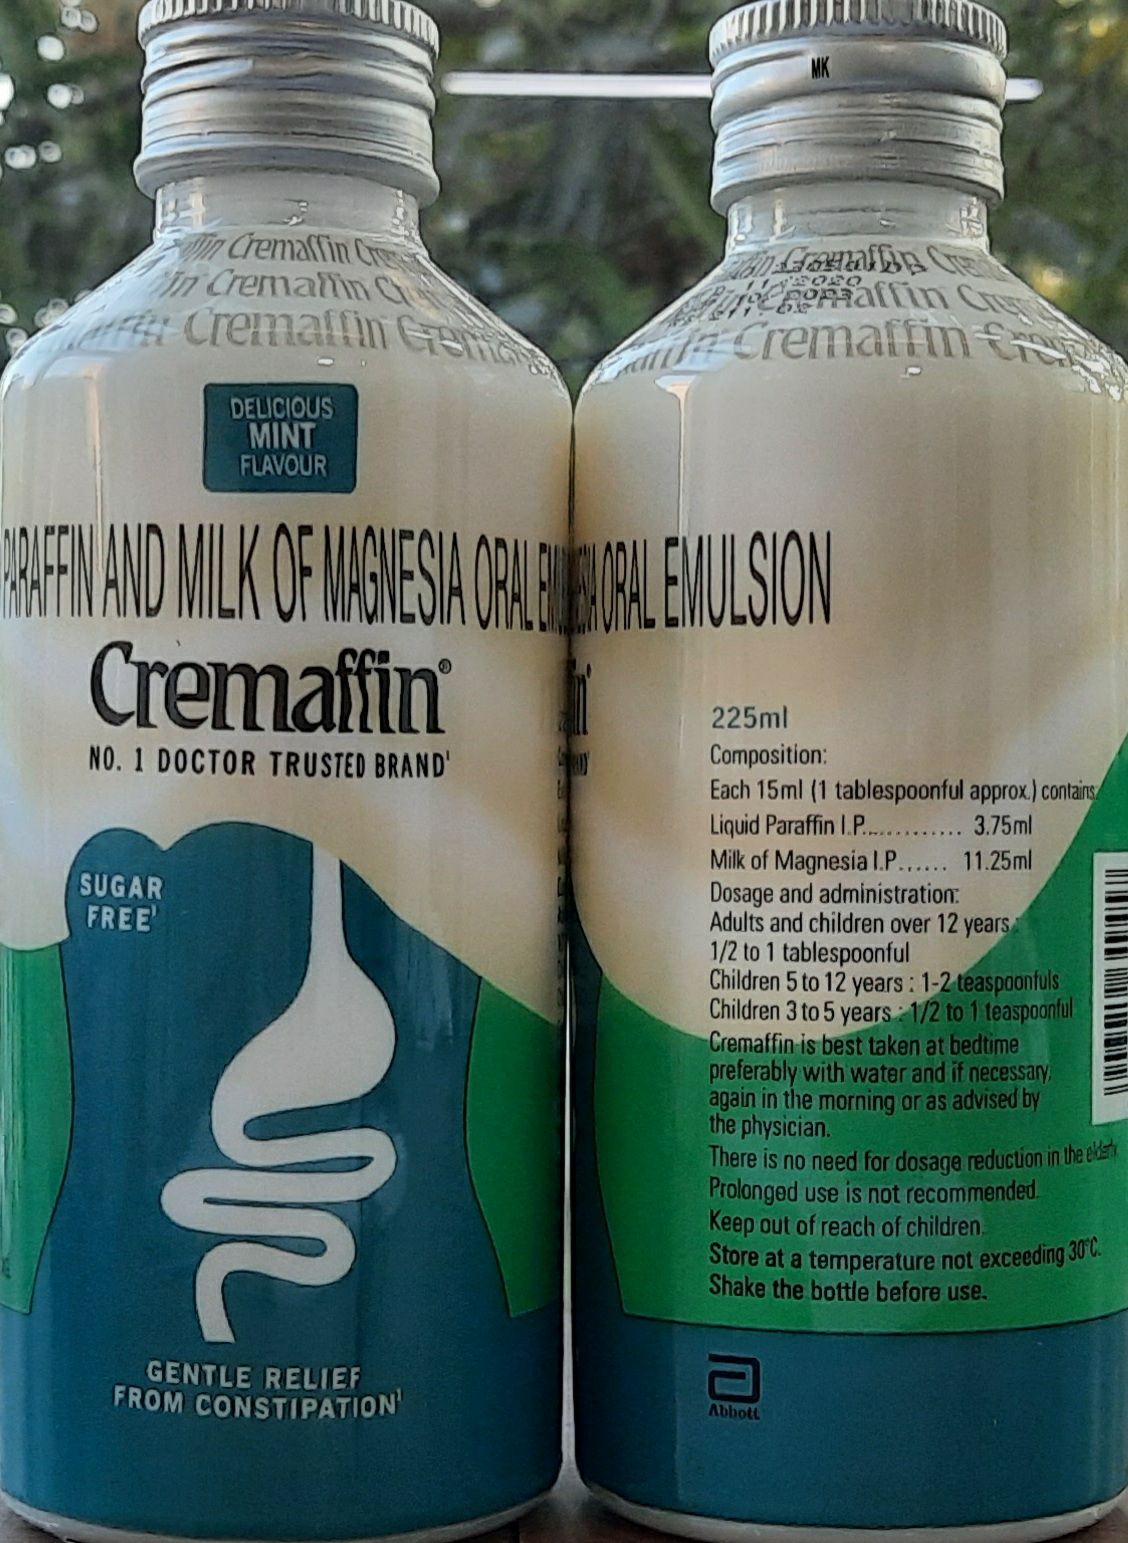 Cremaffin
Cremaffin
Cremaffin
DELICIOUS
MINT
FLAVOUR
PARAFFIN AND MILK OF MAGNESIA ORAL
Cremaffin®
NO. 1 DOCTOR TRUSTED BRAND¹
SUGAR
FREE¹
GENTLE RELIEF
FROM CONSTIPATION¹
MK
Cremaffin
Cremaffin
Cremaffin
ORAL EMULSION
225ml
Composition:
Each 15ml (1 tablespoonful approx.) contains
Liquid Paraffin I.P............. 3.75ml
Milk of Magnesia I.P...... 11.25ml
Dosage and administration:
Adults and children over 12 years :
1/2 to 1 tablespoonful
Children 5 to 12 years : 1-2 teaspoonfuls
Children 3 to 5 years : 1/2 to 1 teaspoonful
Cremaffin is best taken at bedtime
preferably with water and if necessary,
again in the morning or as advised by
the physician.
There is no need for dosage reduction in the elderly
Prolonged use is not recommended.
Keep out of reach of children.
Store at a temperature not exceeding 30°C.
Shake the bottle before use.
Abbott